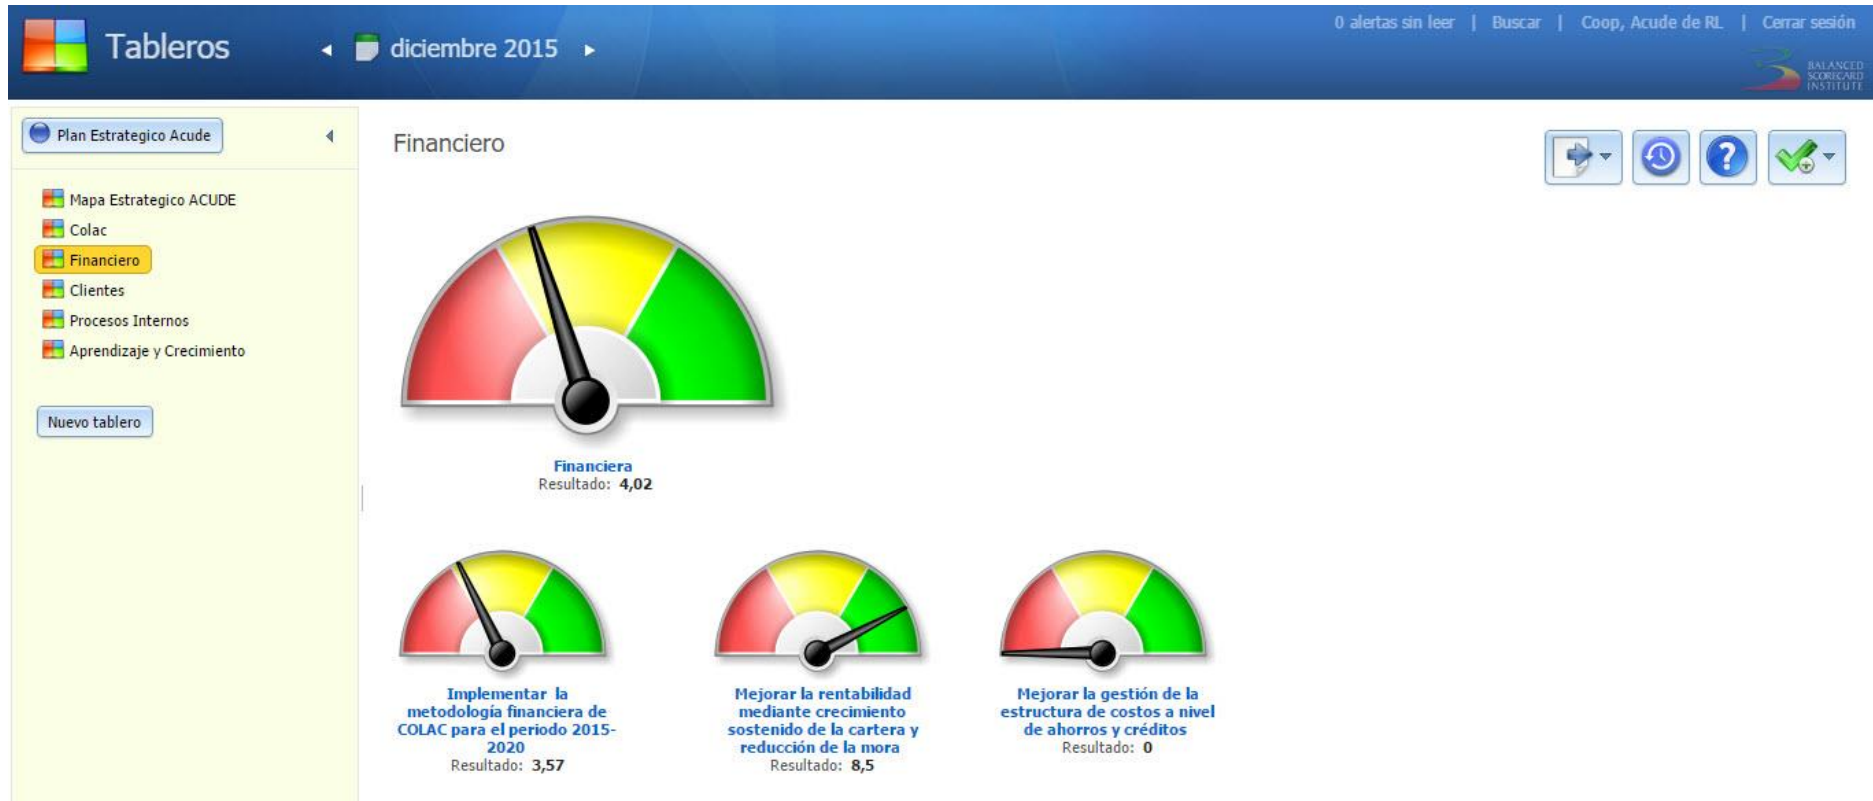 Tableros
diciembre 2015
0 alertas sin leer | Buscar | Coop, Acude de RL | Cerrar sesión
BALANCED
SCORECARD
INSTITUTE
Plan Estrategico Acude
Mapa Estrategico ACUDE
Colac
Financiero
Clientes
Procesos Internos
Aprendizaje y Crecimiento
Nuevo tablero
Financiero
Financiera
Resultado: 4,02
Implementar la
metodología financiera de
COLAC para el periodo 2015-
2020
Resultado: 3,57
Mejorar la rentabilidad
mediante crecimiento
sostenido de la cartera y
reducción de la mora
Resultado: 8,5
Mejorar la gestión de la
estructura de costos a nivel
de ahorros y créditos
Resultado: 0